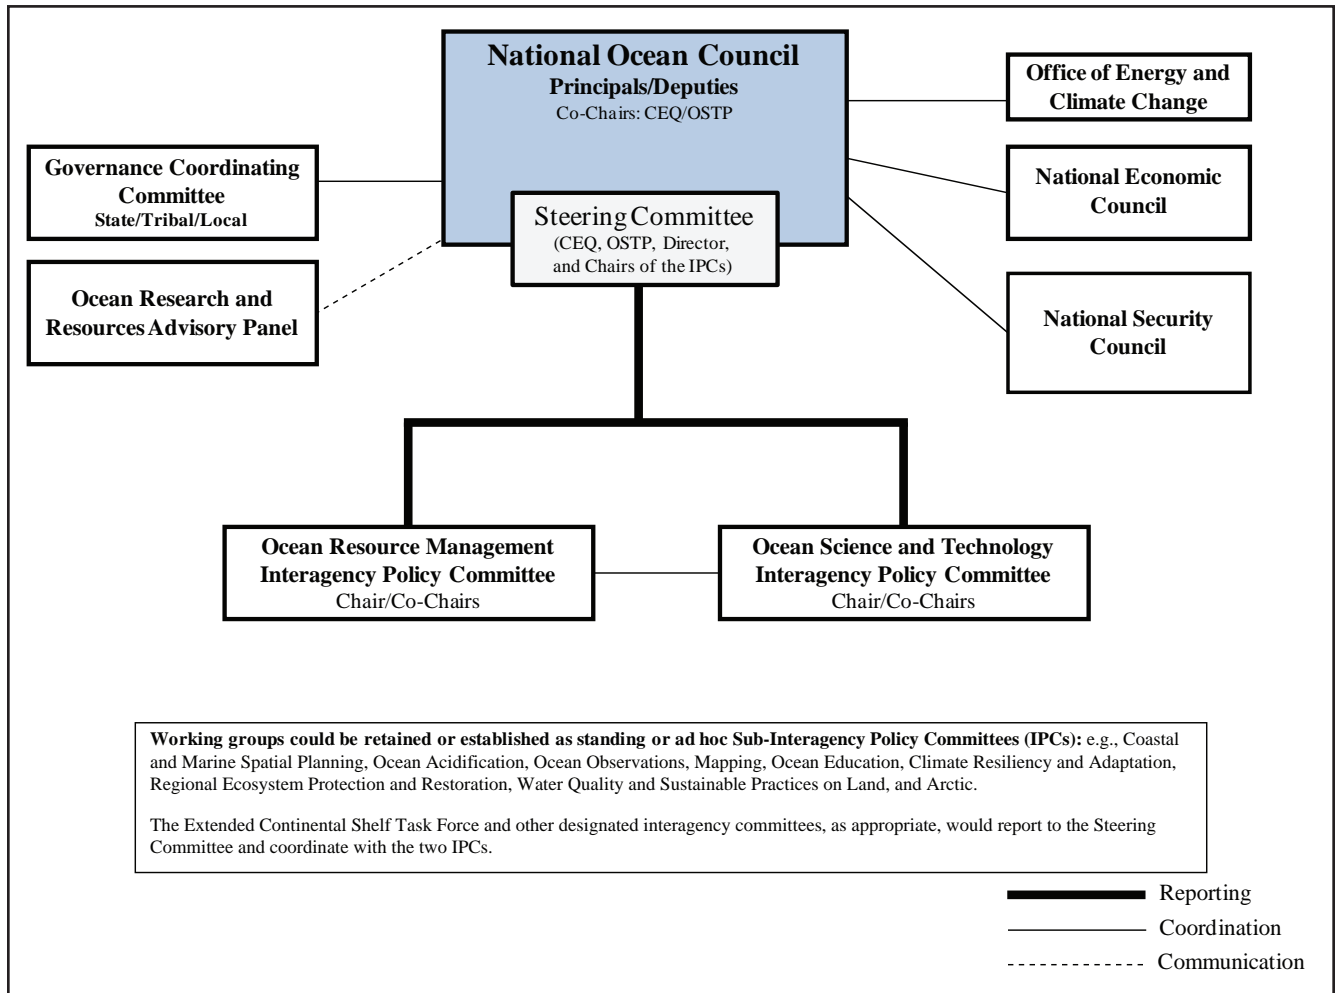 National Ocean Council
Principals/Deputies
Co-Chairs: CEQ/OSTP
Steering Committee
(CEQ, OSTP, Director,
and Chairs of the IPCs)
Governance Coordinating
Committee
State/Tribal/Local
Ocean Research and
Resources Advisory Panel
Office of Energy and
Climate Change
National Economic
Council
National Security
Council
Ocean Resource Management
Interagency Policy Committee
Chair/Co-Chairs
Ocean Science and Technology
Interagency Policy Committee
Chair/Co-Chairs
Working groups could be retained or established as standing or ad hoc Sub-Interagency Policy Committees (IPCs): e.g., Coastal
and Marine Spatial Planning, Ocean Acidification, Ocean Observations, Mapping, Ocean Education, Climate Resiliency and Adaptation,
Regional Ecosystem Protection and Restoration, Water Quality and Sustainable Practices on Land, and Arctic.
The Extended Continental Shelf Task Force and other designated interagency committees, as appropriate, would report to the Steering
Committee and coordinate with the two IPCs.
Reporting
Coordination
Communication